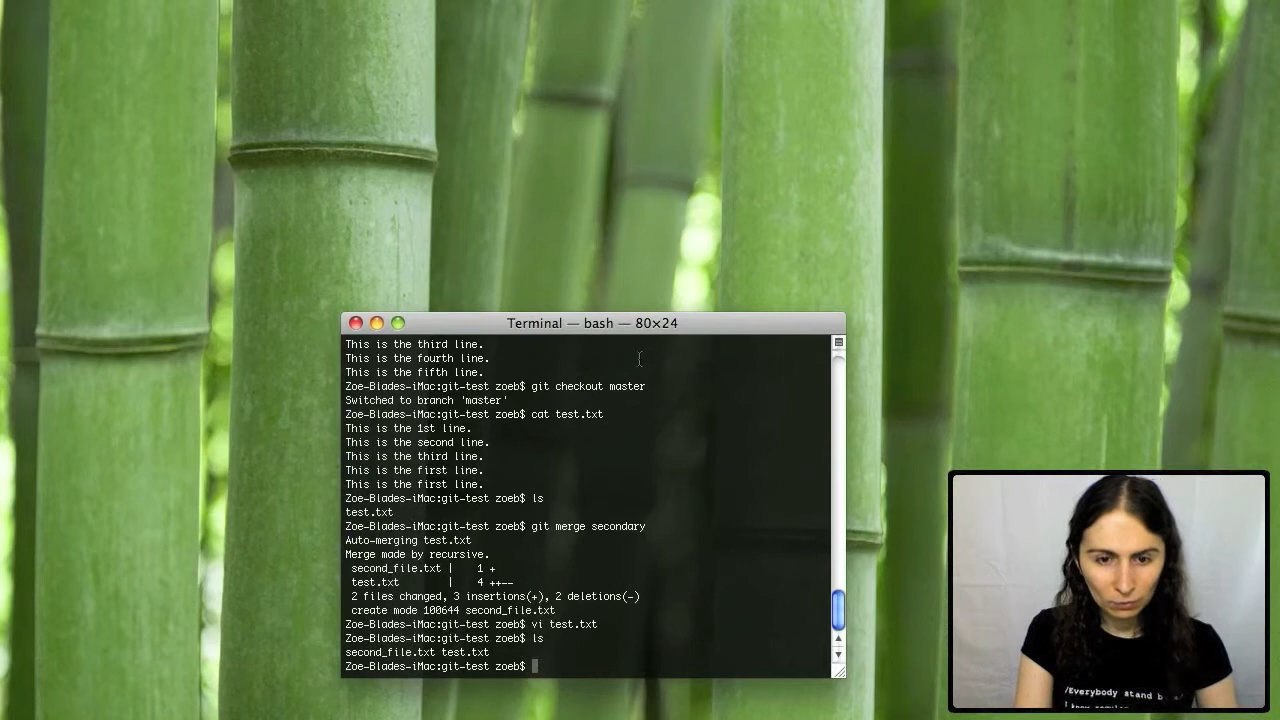 Terminal — bash — 80×24
This is the third line.
This is the fourth line.
This is the fifth line.
Zoe-Blades-iMac:git-test zoeb$ git checkout master
Switched to branch 'master'
Zoe-Blades-iMac:git-test zoeb$ cat test.txt
This is the 1st line.
This is the second line.
This is the third line.
This is the first line.
This is the first line.
Zoe-Blades-iMac:git-test zoeb$ ls
test.txt
Zoe-Blades-iMac:git-test zoeb$ git merge secondary
Auto-merging test.txt
Merge made by recursive.
second_file.txt |    1 +
test.txt        |    4 ++--
2 files changed, 3 insertions(+), 2 deletions(-)
create mode 100644 second_file.txt
Zoe-Blades-iMac:git-test zoeb$ vi test.txt
Zoe-Blades-iMac:git-test zoeb$ ls
second_file.txt test.txt
Zoe-Blades-iMac:git-test zoeb$
/Everybody stand b
I know